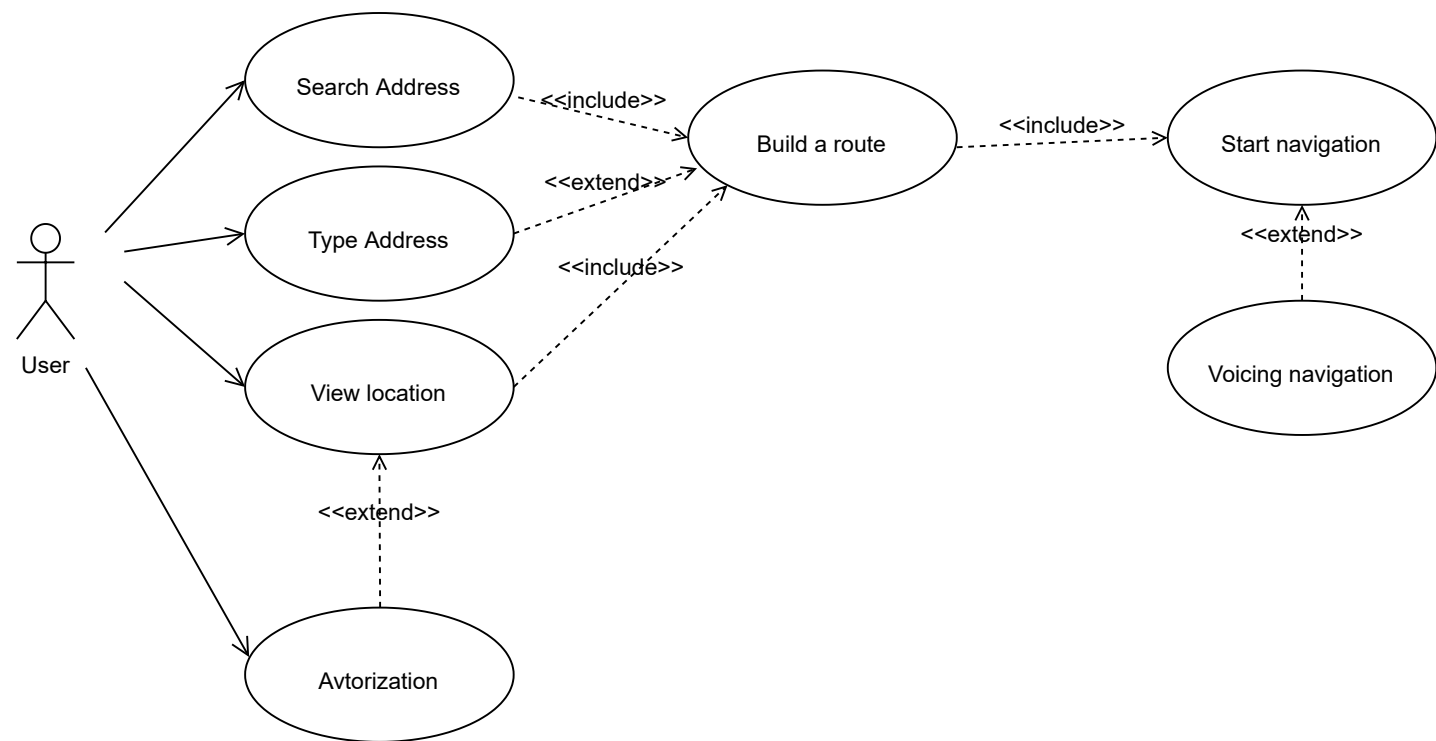 Search Address
<<include>>
Build a route
<<include>>
Start navigation
Type Address
<<extend>>
<<extend>>
<<include>>
User
View location
Voicing navigation
<<extend>>
Avtorization